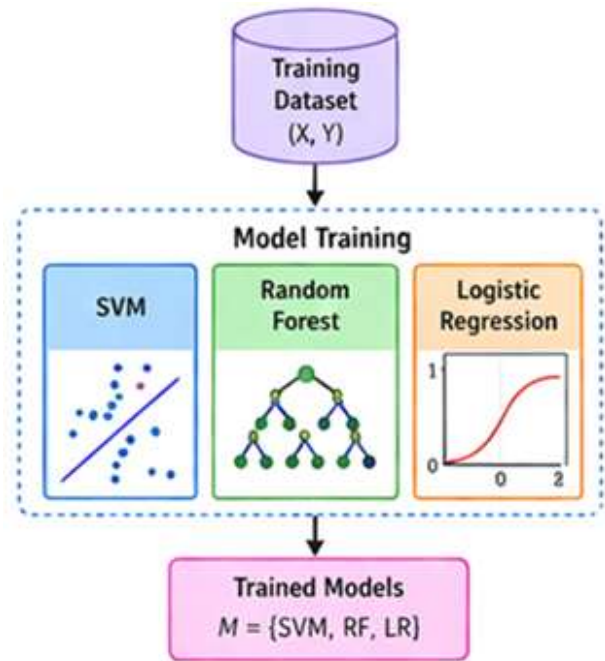 Training
Dataset
(X, Y)
Model Training
SVM
Random
Forest
Logistic
Regression
1
0
0
2
Trained Models
M = {SVM, RF, LR}